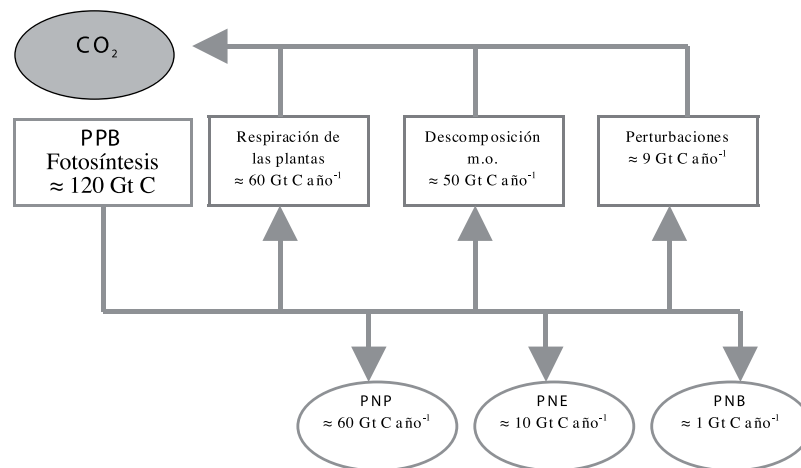 CO₂
PPB
Fotosíntesis
≈ 120 Gt C
Respiración de
las plantas
≈ 60 Gt C año⁻¹
Descomposición
m.o.
≈ 50 Gt C año⁻¹
Perturbaciones
≈ 9 Gt C año⁻¹
PNP
≈ 60 Gt C año⁻¹
PNE
≈ 10 Gt C año⁻¹
PNB
≈ 1 Gt C año⁻¹